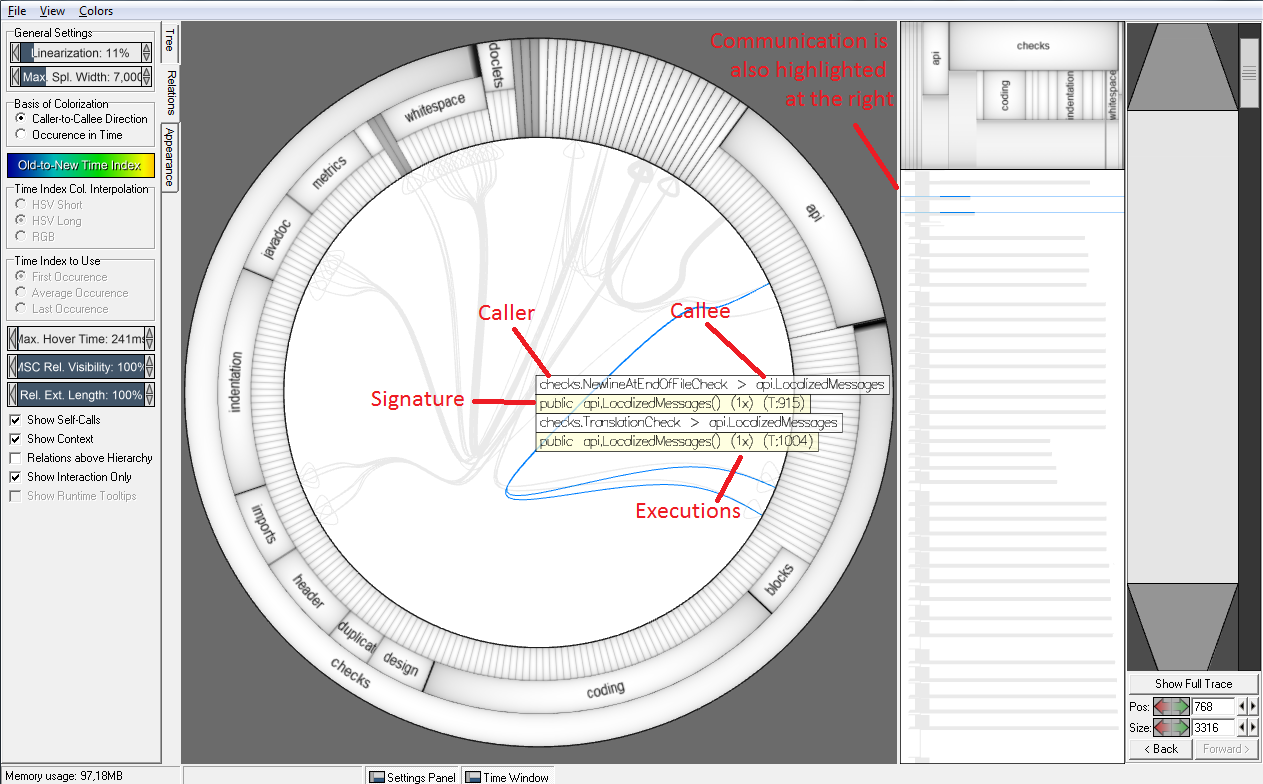 File View Colors
General Settings
Linearization: 11%
Max. Spl. Width: 7,000
Basis of Colorization
Caller-to-Callee Direction
Occurence in Time
Old-to-New Time Index
Time Index Col. Interpolation
HSV Short
HSV Long
RGB
Time Index to Use
First Occurence
Average Occurence
Last Occurence
Max. Hover Time: 241ms
MSC Rel. Visibility: 100%
Rel. Ext. Length: 100%
Show Self-Calls
Show Context
Relations above Hierarchy
Show Interaction Only
Show Runtime Tooltips
Tree
Relations
Appearance
doclets
whitespace
metrics
javadoc
indentation
imports
header
duplicat
design
checks
coding
blocks
api
Communication is
also highlighted
at the right
Caller
Callee
Signature
checks.NewlineAtEndOfFileCheck > api.LocalizedMessages
public api.LocalizedMessages() (1x) (T:915)
checks.TranslationCheck > api.LocalizedMessages
public api.LocalizedMessages() (1x) (T:1004)
Executions
api
checks
coding
indentation
whitespace
Show Full Trace
Pos: 768
Size: 3316
< Back Forward >
Memory usage: 97,18MB
Settings Panel Time Window